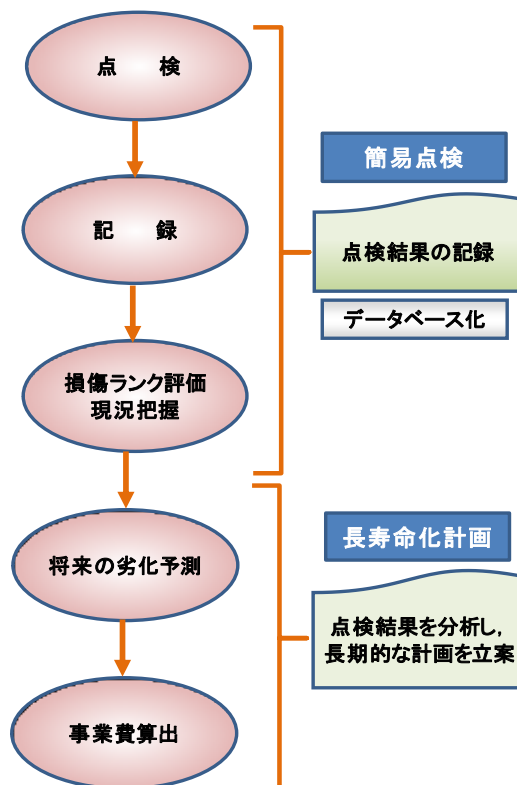 点　　検
記　　録
損傷ランク評価
現況把握
将来の劣化予測
事業費算出
簡易点検
点検結果の記録
データベース化
長寿命化計画
点検結果を分析し，
長期的な計画を立案